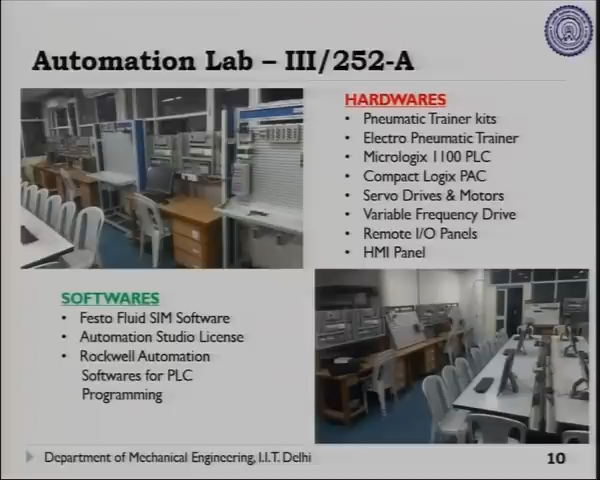 Automation Lab – III/252-A
HARDWARES
• Pneumatic Trainer kits
• Electro Pneumatic Trainer
• Micrologix 1100 PLC
• Compact Logix PAC
• Servo Drives & Motors
• Variable Frequency Drive
• Remote I/O Panels
• HMI Panel
SOFTWARES
• Festo Fluid SIM Software
• Automation Studio License
• Rockwell Automation
Softwares for PLC
Programming
Department of Mechanical Engineering, I.I.T. Delhi
10